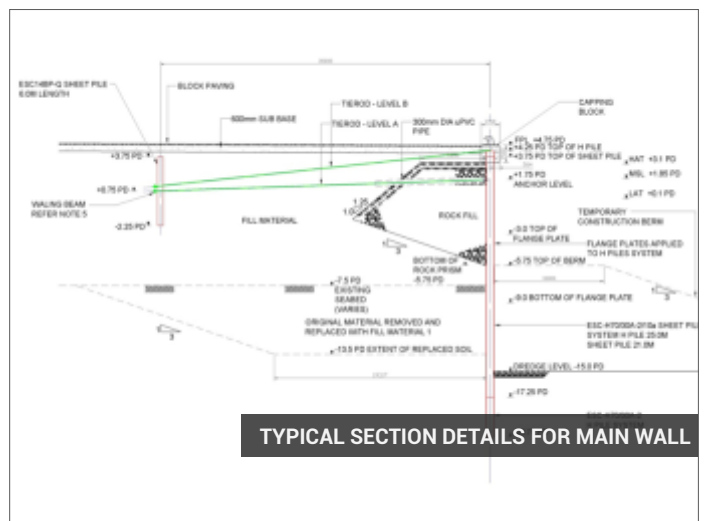 ESC14BP-Q SHEET PILE
6.0M LENGTH
BLOCK PAVING
TIEROD - LEVEL B
600mm SUB BASE
TIEROD - LEVEL A
300mm DIA uPVC
PIPE
CAPPING
BLOCK
FPL +4.75 PD
+4.25 PD TOP OF H PILE
+3.75 PD TOP OF SHEET PILE
HAT +3.1 PD
MSL +1.85 PD
LAT +0.1 PD
+3.75 PD
+1.75 PD
ANCHOR LEVEL
+0.75 PD
WALING BEAM
REFER NOTE 5
-2.25 PD
FILL MATERIAL
ROCK FILL
TEMPORARY
CONSTRUCTION BERM
TOP OF
FLANGE PLATE
FLANGE PLATES APPLIED
TO H PILES SYSTEM
BOTTOM OF
ROCK PRISM
-5.75 PD
-5.75 TOP OF BERM
1
3
-7.5 PD
EXISTING
SEABED
(VARIES)
-9.0 BOTTOM OF FLANGE PLATE
ORIGINAL MATERIAL REMOVED AND
REPLACED WITH FILL MATERIAL 1
SYSTEM H PILE 25.0M
SHEET PILE 21.0M
-13.5 PD EXTENT OF REPLACED SOIL
DREDGE LEVEL -15.0 PD
-17.25 PD
TYPICAL SECTION DETAILS FOR MAIN WALL